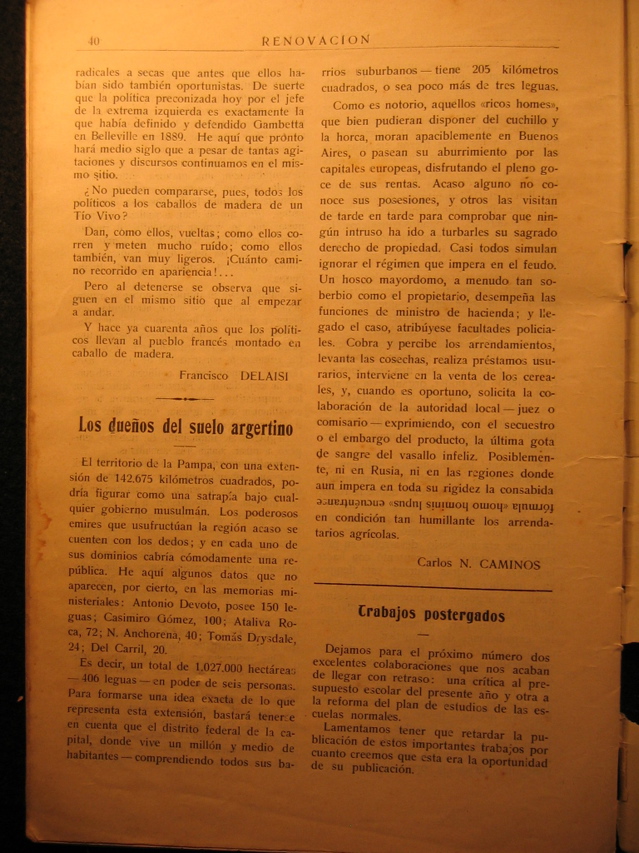 40
RENOVACION
radicales a secas que antes que ellos ha-
bían sido también oportunistas. De suerte
que la política preconizada hoy por el jefe
de la extrema izquierda es exactamente la
que había definido y defendido Gambetta
en Belleville en 1889. He aquí que prònto
hará medio siglo que a pesar de tantas agi-
taciones y discursos continuamos en el mis-
mo sitio.
¿No pueden compararse, pues, todos los
políticos a los caballos de madera de un
Tío Vivo?
Dan, como ellos, vueltas; como ellos co-
rren y meten mucho ruído; como ellos
también, van muy ligeros. ¡Cuánto cami-
no recorrido en apariencia!...
Pero al detenerse se observa que si-
guen en el mismo sitio que al empezar
a andar.
Y hace ya cuarenta años que los políti-
cos llevan al pueblo francés montado en
caballo de madera.
Francisco DELAISI
Los dueños del suelo argertino
El territorio de la Pampa, con una exten-
sión de 142.675 kilómetros cuadrados, po-
dría figurar como una satrapía bajo cual-
quier gobierno musulmán. Los poderosos
emires que usufructúan la región acaso se
cuenten con los dedos; y en cada uno de
sus dominios cabría cómodamente una re-
pública. He aquí algunos datos que no
aparecen, por cierto, en las memorias mi-
nisteriales: Antonio Devoto, posee 150 le-
guas; Casimiro Gómez, 100; Ataliva Ro-
ca, 72; N. Anchorena, 40; Tomás Drysdale,
24; Del Carril, 20.
Es decir, un total de 1,027.000 hectáreas
— 406 leguas — en poder de seis personas.
Para formarse una idea exacta de lo que
representa esta extensión, bastará tener:e
en cuenta que el distrito federal de la ca-
pital, donde vive un millón y medio de
habitantes — comprendiendo todos sus ba-
rrios suburbanos — tiene 205 kilómetros
cuadrados, o sea poco más de tres leguas.
Como es notorio, aquellos «ricos homes»,
que bien pudieran disponer del cuchillo y
la horca, moran apaciblemente en Buenos
Aires, o pasean su aburrimiento por las
capitales europeas, disfrutando el pleno go-
ce de sus rentas. Acaso alguno no co-
noce sus posesiones, y otros las visitan
de tarde en tarde para comprobar que nin-
gún intruso ha ido a turbarles su sagrado
derecho de propiedad. Casi todos simulan
ignorar el régimen que impera en el feudo.
Un hosco mayordomo, a menudo tan so-
berbio como el propietario, desempeña las
funciones de ministro de hacienda; y lle-
gado el caso, atribúyese facultades policia-
les. Cobra y percibe los arrendamientos,
levanta las cosechas, realiza préstamos usu-
rarios, interviene en la venta de los cerea-
les, y, cuando es oportuno, solicita la co-
laboración de la autoridad local — juez o
comisario — exprimiendo, con el secuestro
o el embargo del producto, la última gota
de sangre del vasallo infeliz. Posiblemen-
te, ni en Rusia, ni en las regiones donde
aun impera en toda su rigidez la consabida
fórmula «homo hominis lupus»
en condición tan humillante los arrenda-
tarios agrícolas.
Carlos N. CAMINOS
Trabajos postergados
Dejamos para el próximo número dos
excelentes colaboraciones que nos acaban
de llegar con retraso: una crítica al pre-
supuesto escolar del presente año y otra a
la reforma del plan de estudios de las es-
cuelas normales.
Lamentamos tener que retardar la pu-
blicación de estos importantes trabajos por
cuanto creemos que esta era la oportunidad
de su publicación.